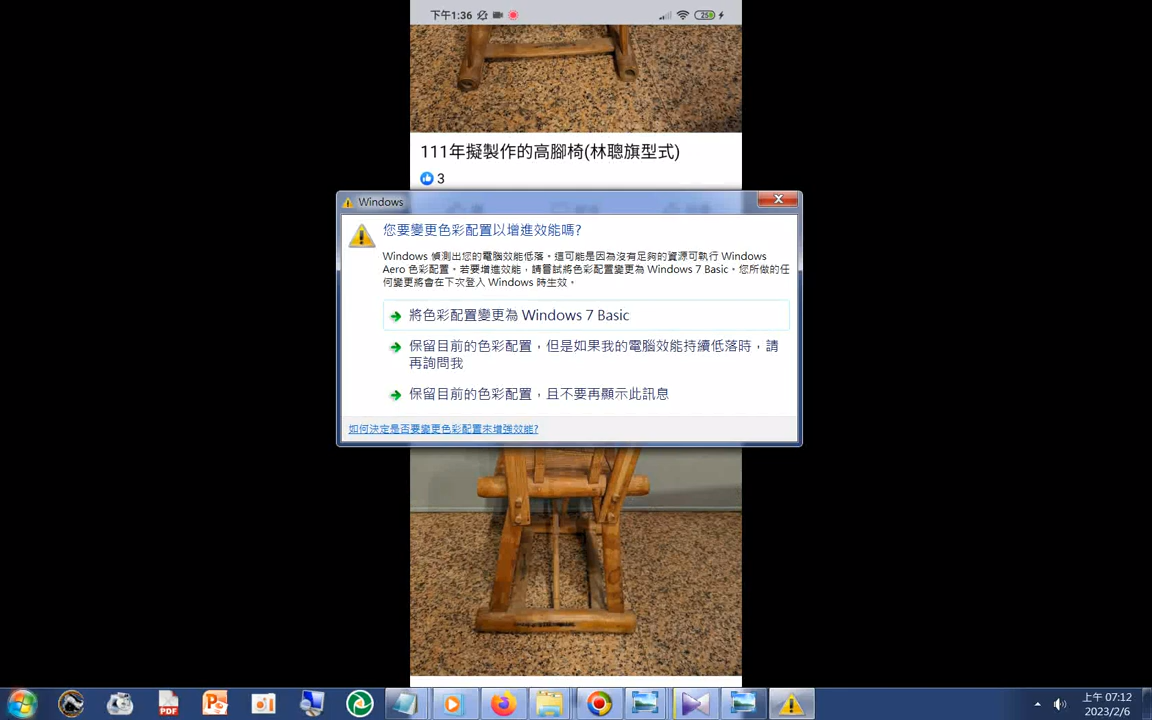 下午1:36
25
111年擬製作的高腳椅(林聰旗型式)
3
Windows
您要變更色彩配置以增進效能嗎?
Windows 偵測出您的電腦效能低落。這可能是因為沒有足夠的資源可執行 Windows
Aero 色彩配置。若要增進效能，請嘗試將色彩配置變更為 Windows 7 Basic。您所做的任
何變更將會在下次登入 Windows 時生效。
將色彩配置變更為 Windows 7 Basic
保留目前的色彩配置，但是如果我的電腦效能持續低落時，請
再詢問我
保留目前的色彩配置，且不要再顯示此訊息
如何決定是否要變更色彩配置來增強效能?
PDF
上午 07:12
2023/2/6